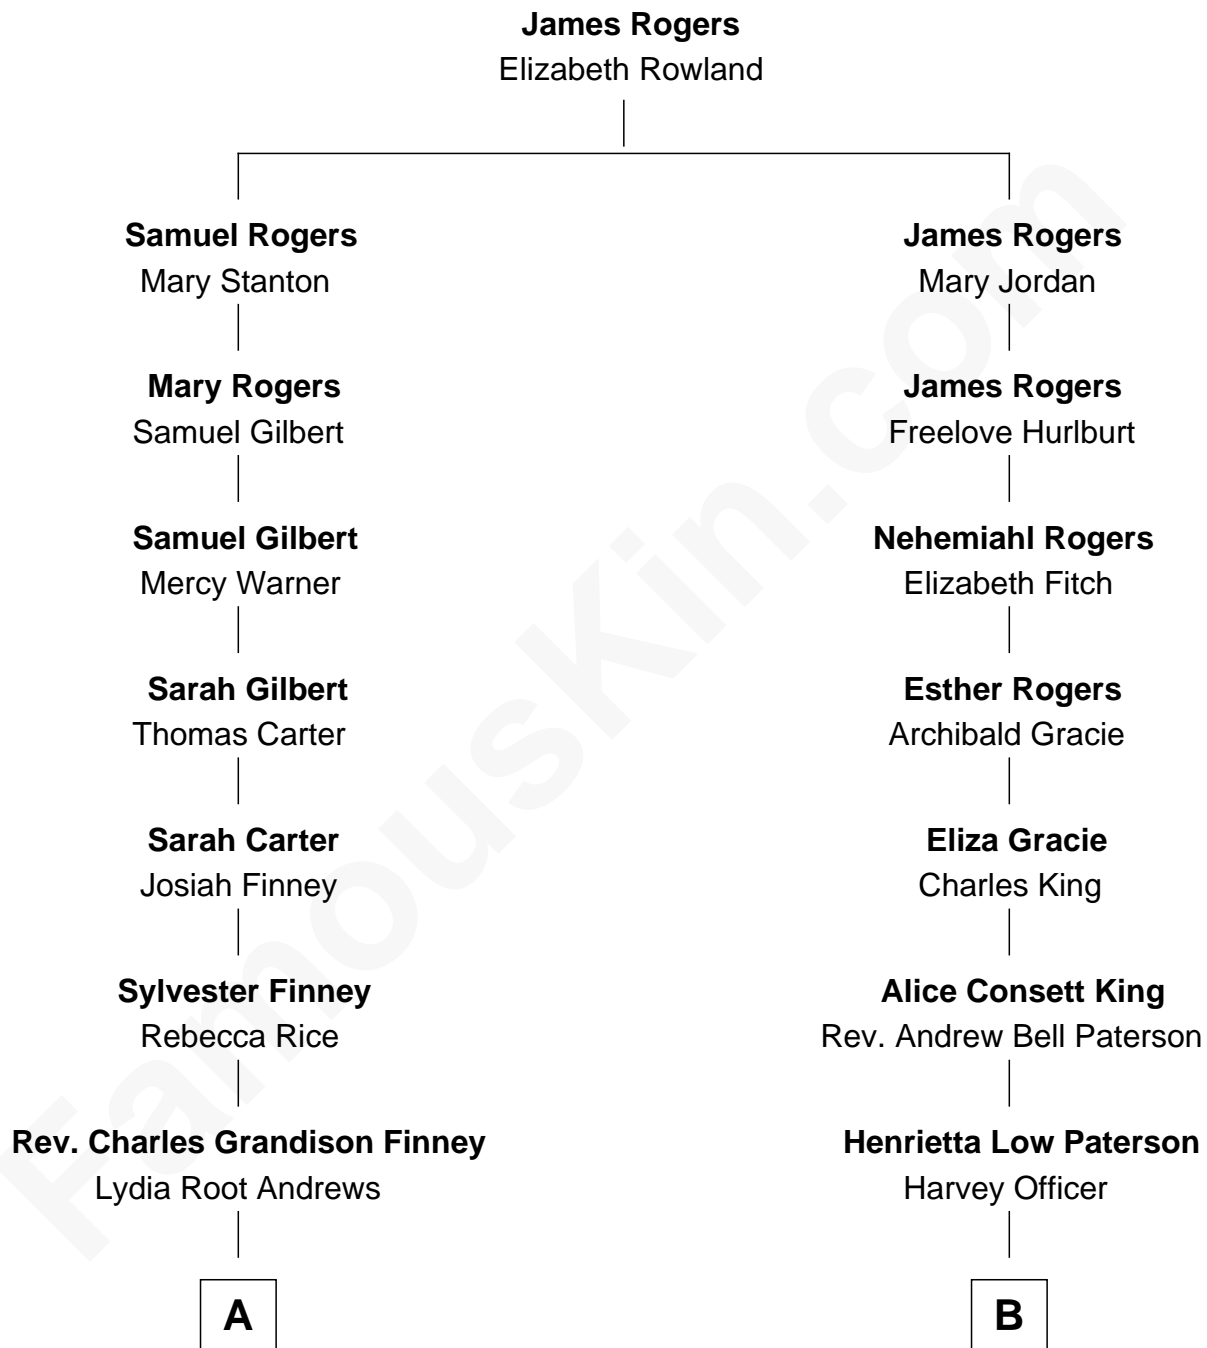 James Rogers
Elizabeth Rowland
Samuel Rogers
Mary Stanton
James Rogers
Mary Jordan
Mary Rogers
Samuel Gilbert
James Rogers
Freelove Hurlburt
Samuel Gilbert
Mercy Warner
Nehemiahl Rogers
Elizabeth Fitch
Sarah Gilbert
Thomas Carter
Esther Rogers
Archibald Gracie
Sarah Carter
Josiah Finney
Eliza Gracie
Charles King
Sylvester Finney
Rebecca Rice
Alice Consett King
Rev. Andrew Bell Paterson
Rev. Charles Grandison Finney
Lydia Root Andrews
Henrietta Low Paterson
Harvey Officer
A
B
FamousKin.com